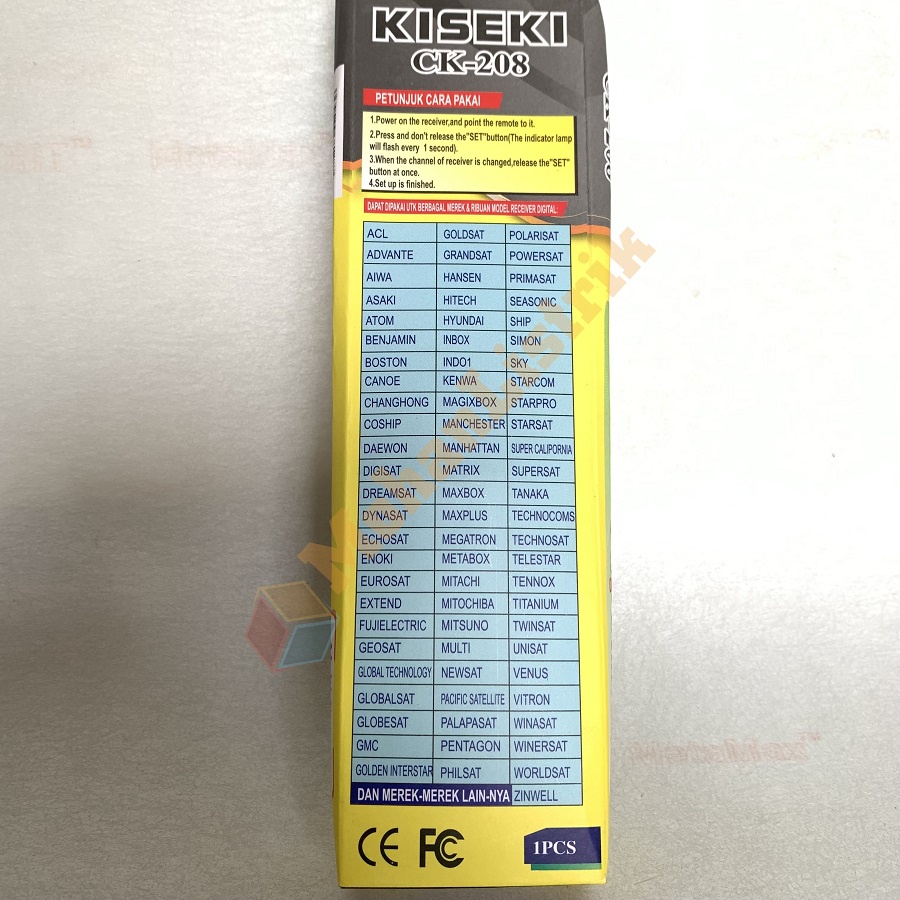 KISEKI
CK-208
PETUNJUK CARA PAKAI
1.Power on the receiver,and point the remote to it.
2.Press and don't release the"SET"button(The indicator lamp
will flash every 1 second).
3.When the channel of receiver is changed,release the"SET"
button at once.
4.Set up is finished.
DAPAT DIPAKAI UTK BERBAGAL MEREK & RIBUAN MODEL RECEIVER DIGITAL:
ACL GOLDSAT POLARISAT
ADVANTE GRANDSAT POWERSAT
AIWA HANSEN PRIMASAT
ASAKI HITECH SEASONIC
ATOM HYUNDAI SHIP
BENJAMIN INBOX SIMON
BOSTON INDO1 SKY
CANOE KENWA STARCOM
CHANGHONG MAGIXBOX STARPRO
COSHIP MANCHESTER STARSAT
DAEWON MANHATTAN SUPER CALIPORNIA
DIGISAT MATRIX SUPERSAT
DREAMSAT MAXBOX TANAKA
DYNASAT MAXPLUS TECHNOCOMS
ECHOSAT MEGATRON TECHNOSAT
ENOKI METABOX TELESTAR
EUROSAT MITACHI TENNOX
EXTEND MITOCHIBA TITANIUM
FUJIELECTRIC MITSUNO TWINSAT
GEOSAT MULTI UNISAT
GLOBAL TECHNOLOGY NEWSAT VENUS
GLOBALSAT PACIFIC SATELLITE VITRON
GLOBESAT PALAPASAT WINASAT
GMC PENTAGON WINERSAT
GOLDEN INTERSTAR PHILSAT WORLDSAT
DAN MEREK-MEREK LAIN-NYA ZINWELL
CE FC
1PCS